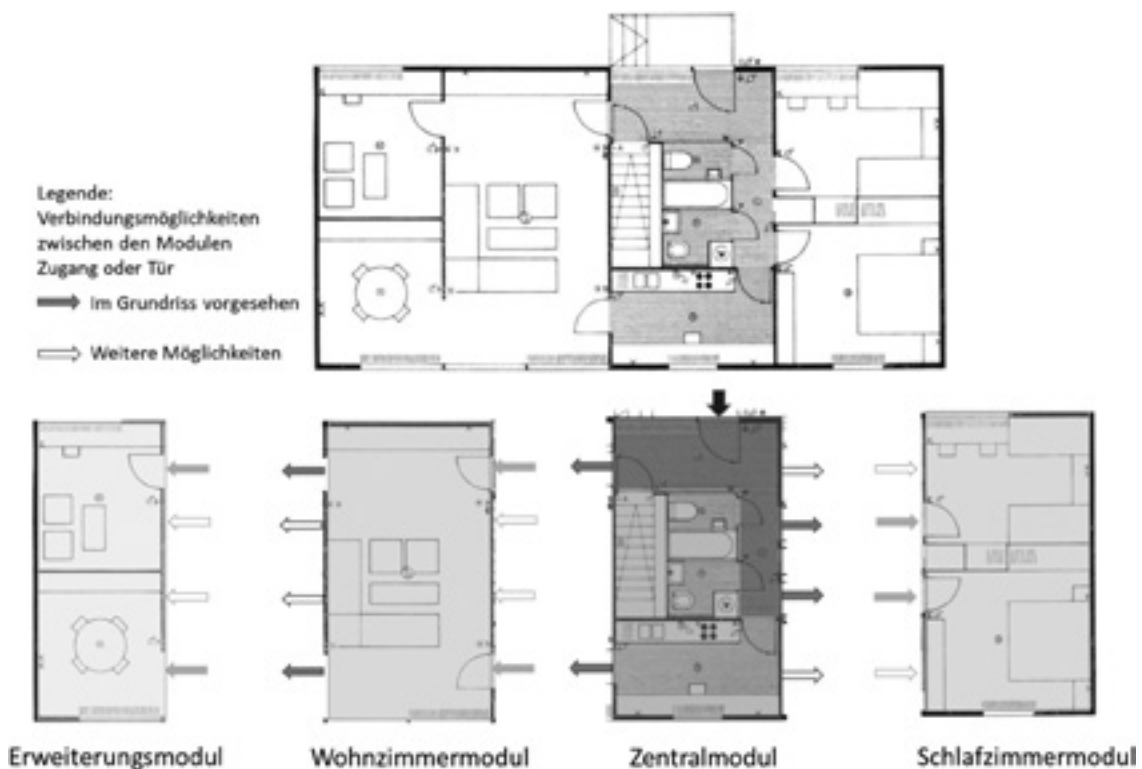 Legende:
Verbindungsmöglichkeiten
zwischen den Modulen
Zugang oder Tür
Im Grundriss vorgesehen
Weitere Möglichkeiten
Erweiterungsmodul
Wohnzimmermodul
Zentralmodul
Schlafzimmermodul